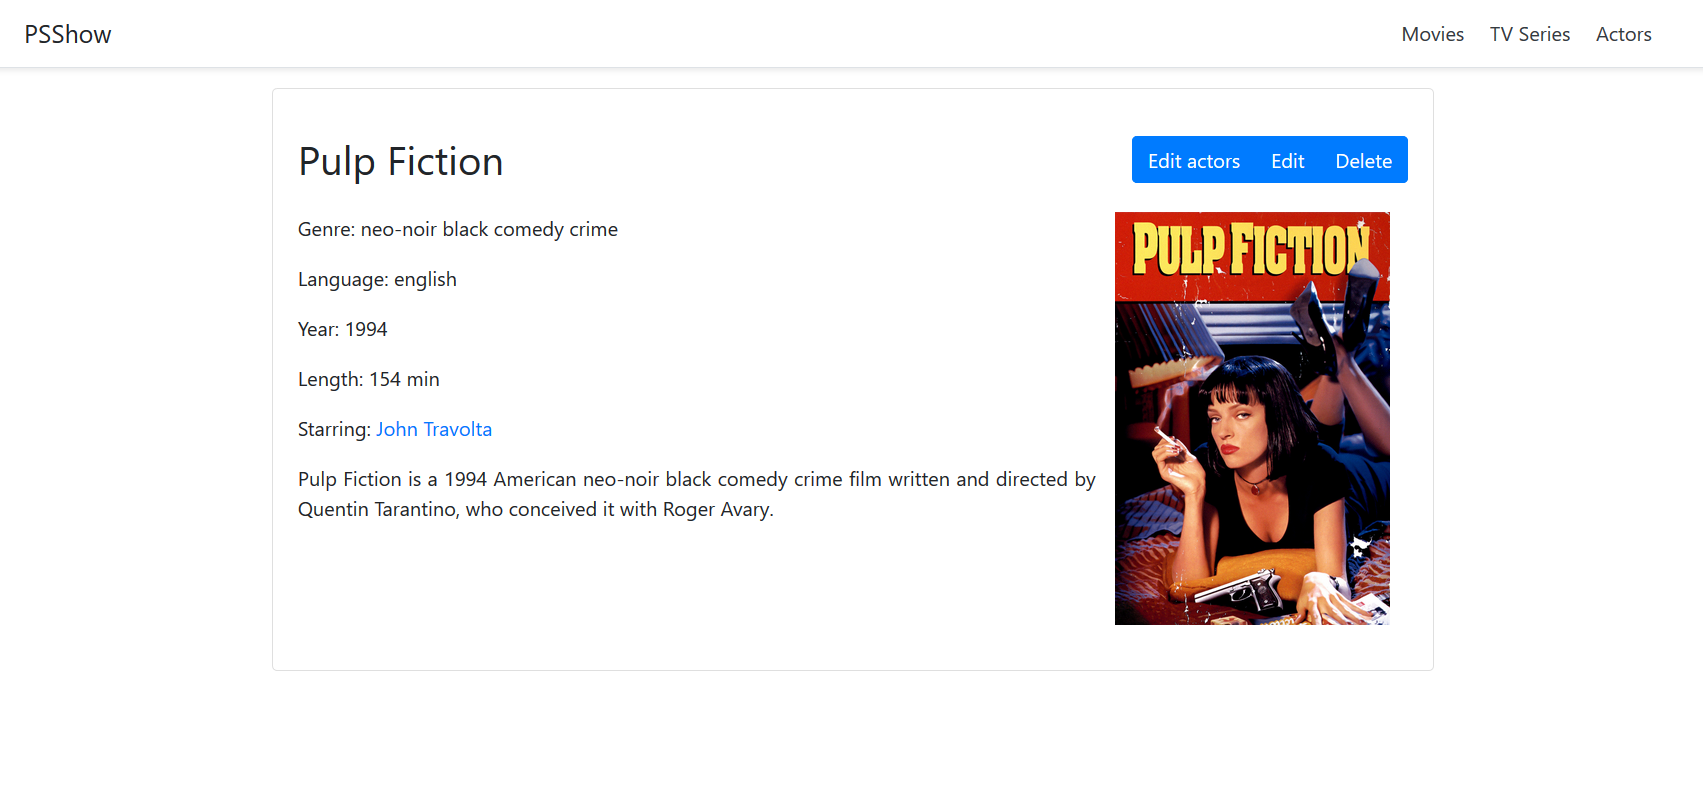 PSShow
Movies TV Series Actors
Pulp Fiction
Edit actors Edit Delete
Genre: neo-noir black comedy crime
Language: english
Year: 1994
Length: 154 min
Starring: John Travolta
Pulp Fiction is a 1994 American neo-noir black comedy crime film written and directed by
Quentin Tarantino, who conceived it with Roger Avary.
PULP FICTION